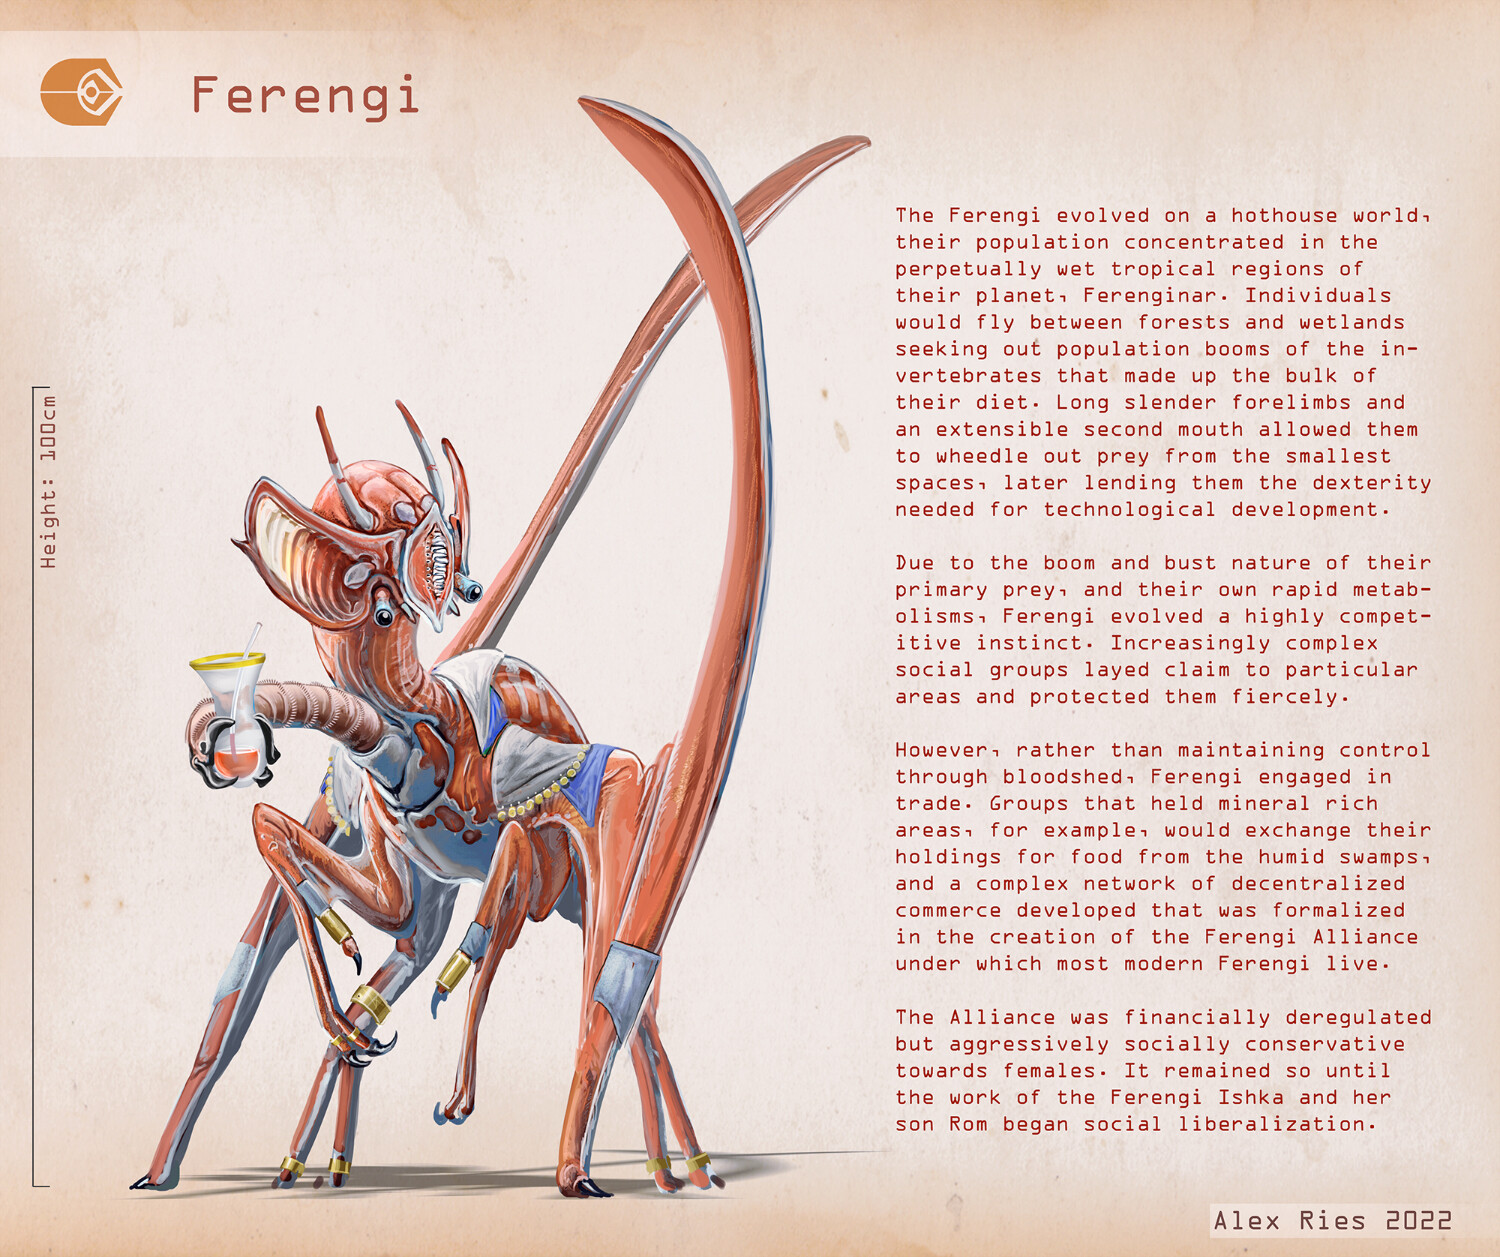 Ferengi
Height: 100cm
The Ferengi evolved on a hothouse world,
their population concentrated in the
perpetually wet tropical regions of
their planet, Ferenginar. Individuals
would fly between forests and wetlands
seeking out population booms of the in-
vertebrates that made up the bulk of
their diet. Long slender forelimbs and
an extensible second mouth allowed them
to wheedle out prey from the smallest
spaces, later lending them the dexterity
needed for technological development.
Due to the boom and bust nature of their
primary prey, and their own rapid metab-
olisms, Ferengi evolved a highly compet-
itive instinct. Increasingly complex
social groups layed claim to particular
areas and protected them fiercely.
However, rather than maintaining control
through bloodshed, Ferengi engaged in
trade. Groups that held mineral rich
areas, for example, would exchange their
holdings for food from the humid swamps,
and a complex network of decentralized
commerce developed that was formalized
in the creation of the Ferengi Alliance
under which most modern Ferengi live.
The Alliance was financially deregulated
but aggressively socially conservative
towards females. It remained so until
the work of the Ferengi Ishka and her
son Rom began social liberalization.
Alex Ries 2022